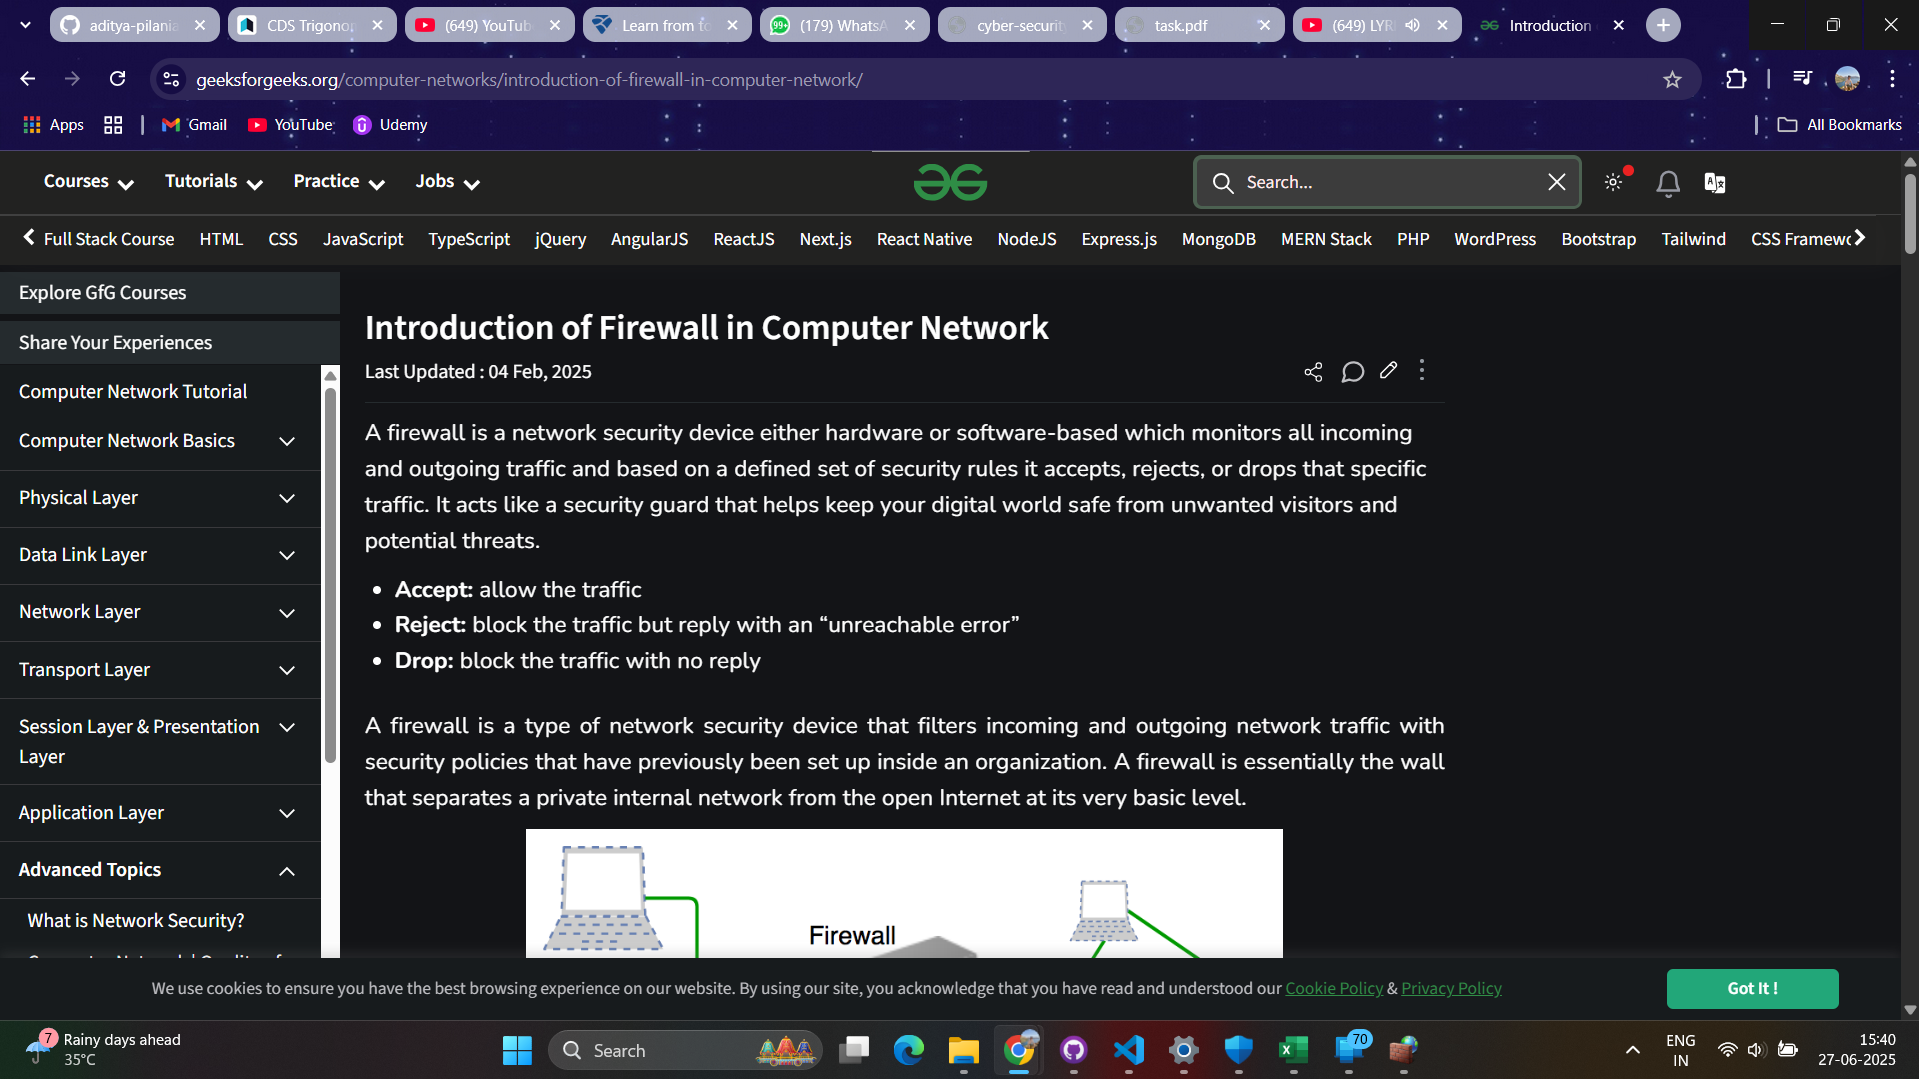 aditya-pilania
CDS Trigono
(649) YouTub
Learn from to
99+
(179) WhatsA
cyber-security
task.pdf
(649) LYRI
Introduction
geeksforgeeks.org/computer-networks/introduction-of-firewall-in-computer-network/
Apps
Gmail
YouTube
Udemy
All Bookmarks
Courses
Tutorials
Practice
Jobs
Search...
Full Stack Course HTML CSS JavaScript TypeScript jQuery AngularJS ReactJS Next.js React Native NodeJS Express.js MongoDB MERN Stack PHP WordPress Bootstrap Tailwind CSS Framewo
Explore GfG Courses
Share Your Experiences
Computer Network Tutorial
Computer Network Basics
Physical Layer
Data Link Layer
Network Layer
Transport Layer
Session Layer & Presentation
Layer
Application Layer
Advanced Topics
What is Network Security?
Introduction of Firewall in Computer Network
Last Updated : 04 Feb, 2025
A firewall is a network security device either hardware or software-based which monitors all incoming
and outgoing traffic and based on a defined set of security rules it accepts, rejects, or drops that specific
traffic. It acts like a security guard that helps keep your digital world safe from unwanted visitors and
potential threats.
• Accept: allow the traffic
• Reject: block the traffic but reply with an “unreachable error”
• Drop: block the traffic with no reply
A firewall is a type of network security device that filters incoming and outgoing network traffic with
security policies that have previously been set up inside an organization. A firewall is essentially the wall
that separates a private internal network from the open Internet at its very basic level.
Firewall
We use cookies to ensure you have the best browsing experience on our website. By using our site, you acknowledge that you have read and understood our Cookie Policy & Privacy Policy
Got It !
7
Rainy days ahead
35°C
Search
70
ENG
IN
15:40
27-06-2025